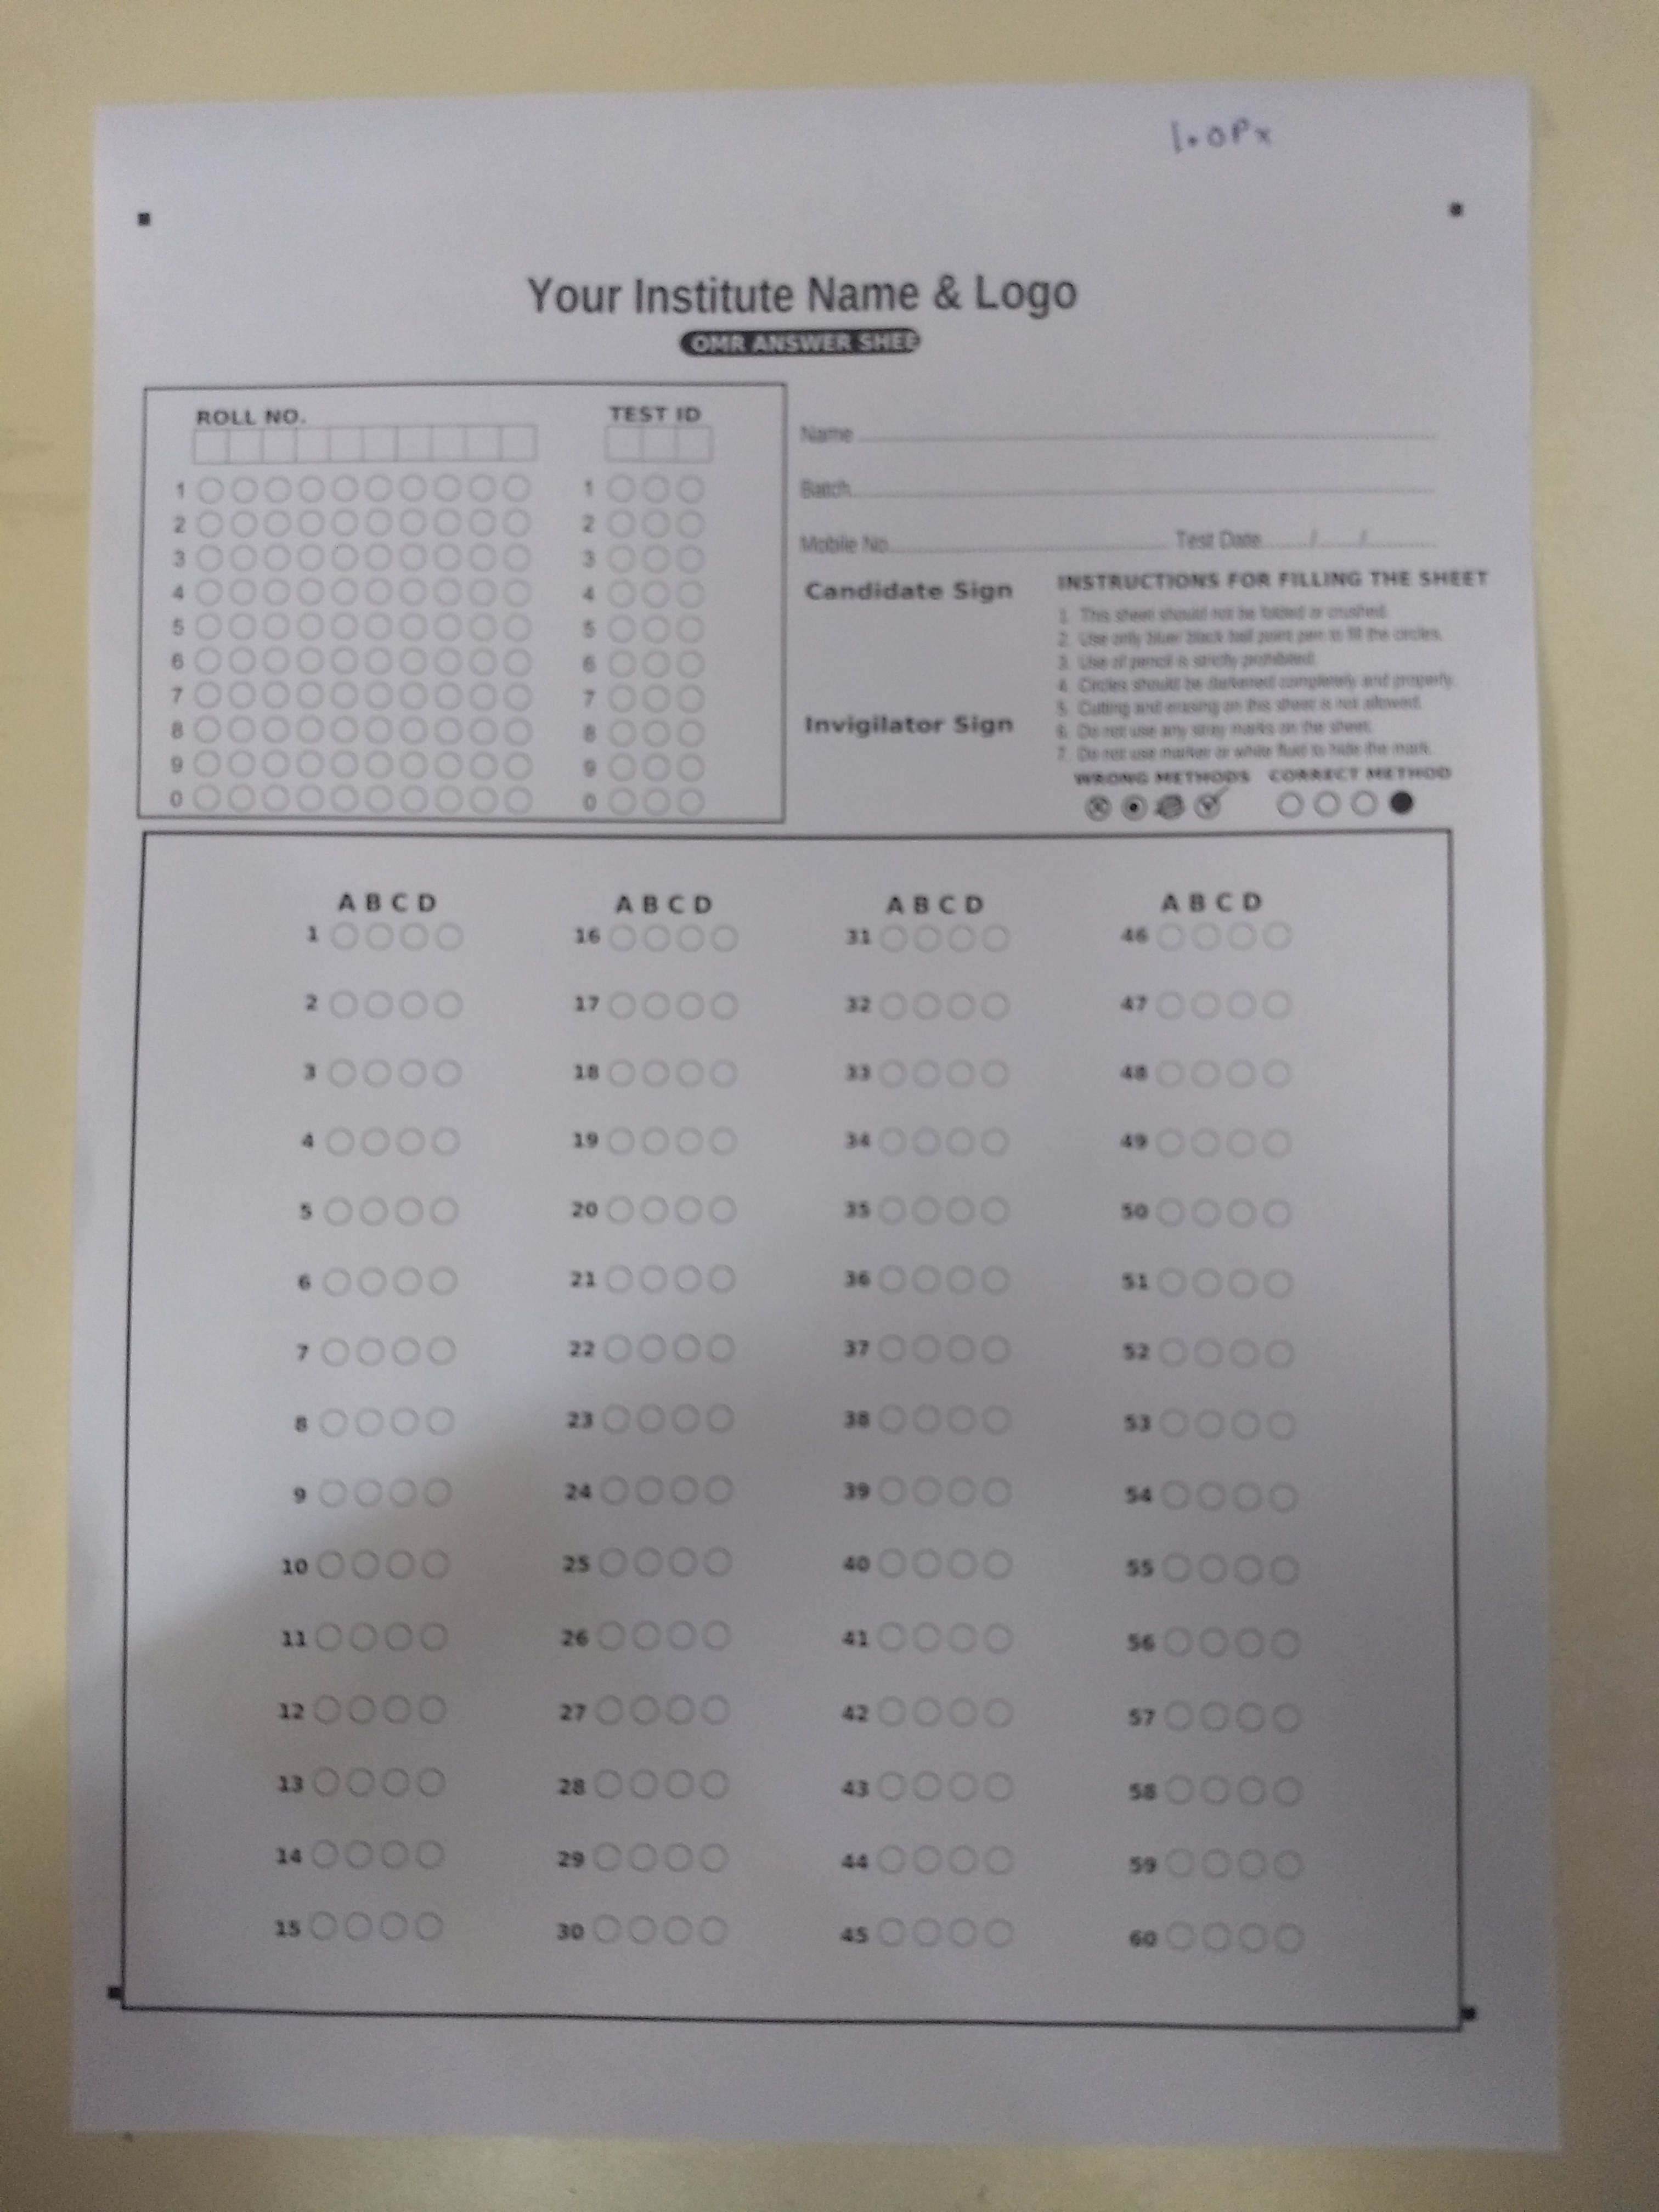 1.0Px
Your Institute Name & Logo
OMR ANSWER SHEE
ROLL NO.
TEST ID
1 1
2 2
3 3
4 4
5 5
6 6
7 7
8 8
9 9
0 0
Name
Batch
Mobile No. Test Date / /
Candidate Sign
Invigilator Sign
INSTRUCTIONS FOR FILLING THE SHEET
1. This sheet should not be folded or crushed.
2. Use only blue/ black ball point pen to fill the circles.
3. Use of pencil is strictly prohibited.
4. Circles should be darkened completely and properly.
5. Cutting and erasing on this sheet is not allowed.
6. Do not use any stray marks on the sheet.
7. Do not use marker or white fluid to hide the mark.
WRONG METHODS CORRECT METHOD
A B C D A B C D A B C D A B C D
1 16 31 46
2 17 32 47
3 18 33 48
4 19 34 49
5 20 35 50
6 21 36 51
7 22 37 52
8 23 38 53
9 24 39 54
10 25 40 55
11 26 41 56
12 27 42 57
13 28 43 58
14 29 44 59
15 30 45 60